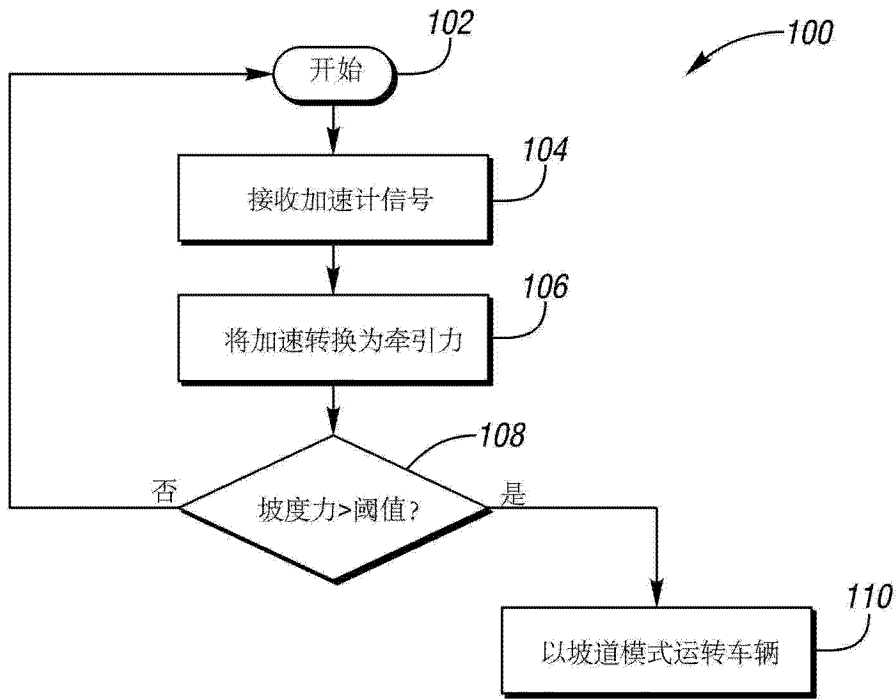 102
100
开始
104
接收加速计信号
106
将加速转换为牵引力
108
否
坡度力>阈值?
是
110
以坡道模式运转车辆